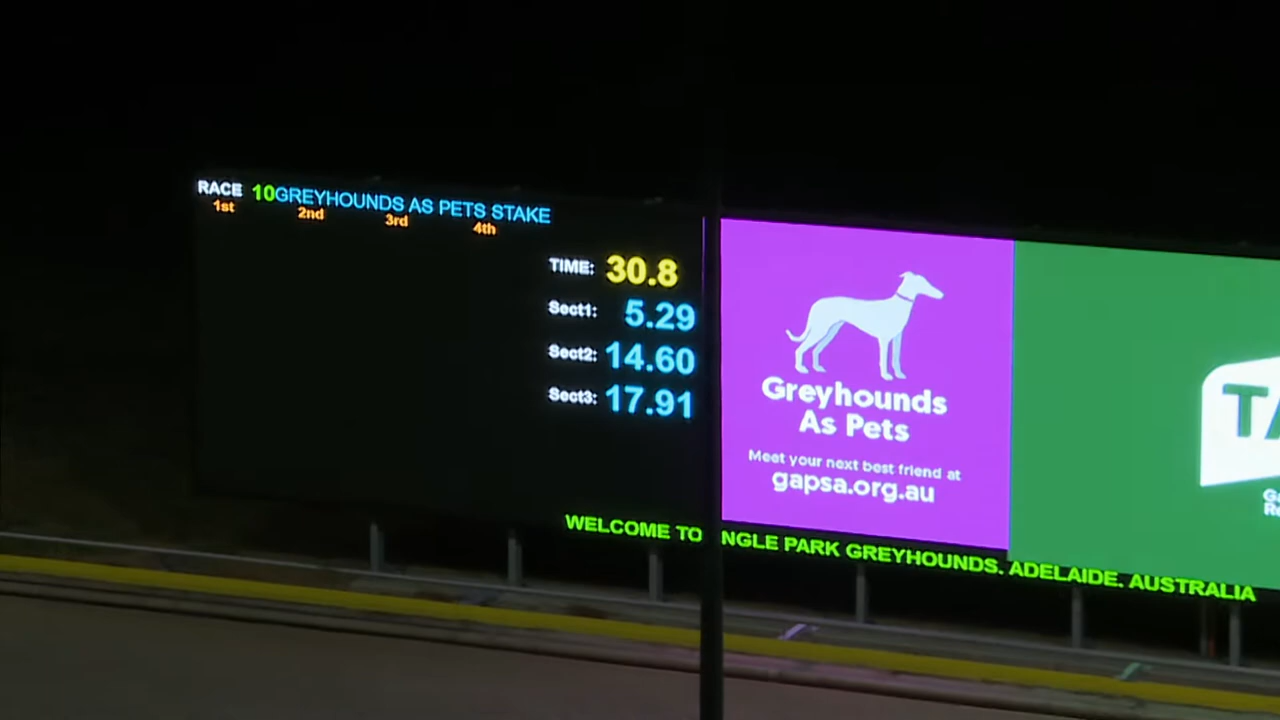 RACE 10GREYHOUNDS AS PETS STAKE
1st 2nd 3rd 4th
TIME: 30.8
Sect1: 5.29
Sect2: 14.60
Sect3: 17.91
Greyhounds
As Pets
Meet your next best friend at
gapsa.org.au
WELCOME TO NGLE PARK GREYHOUNDS. ADELAIDE. AUSTRALIA